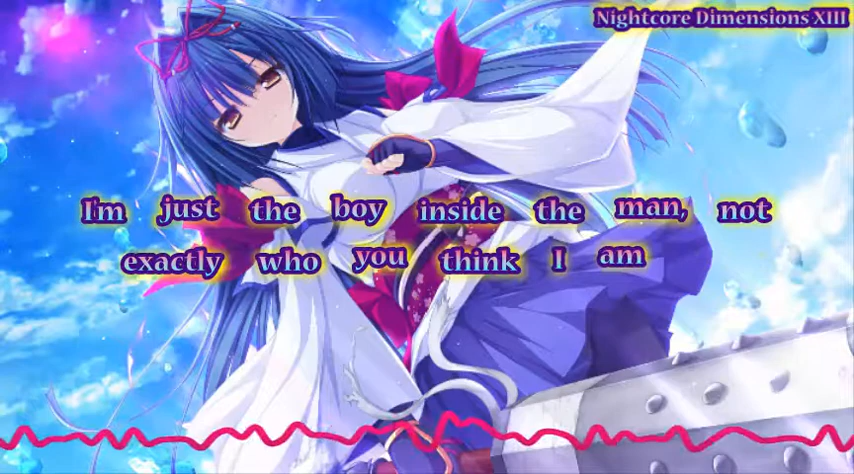 Nightcore Dimensions XIII
I'm just the boy inside the man, not
exactly who you think I am